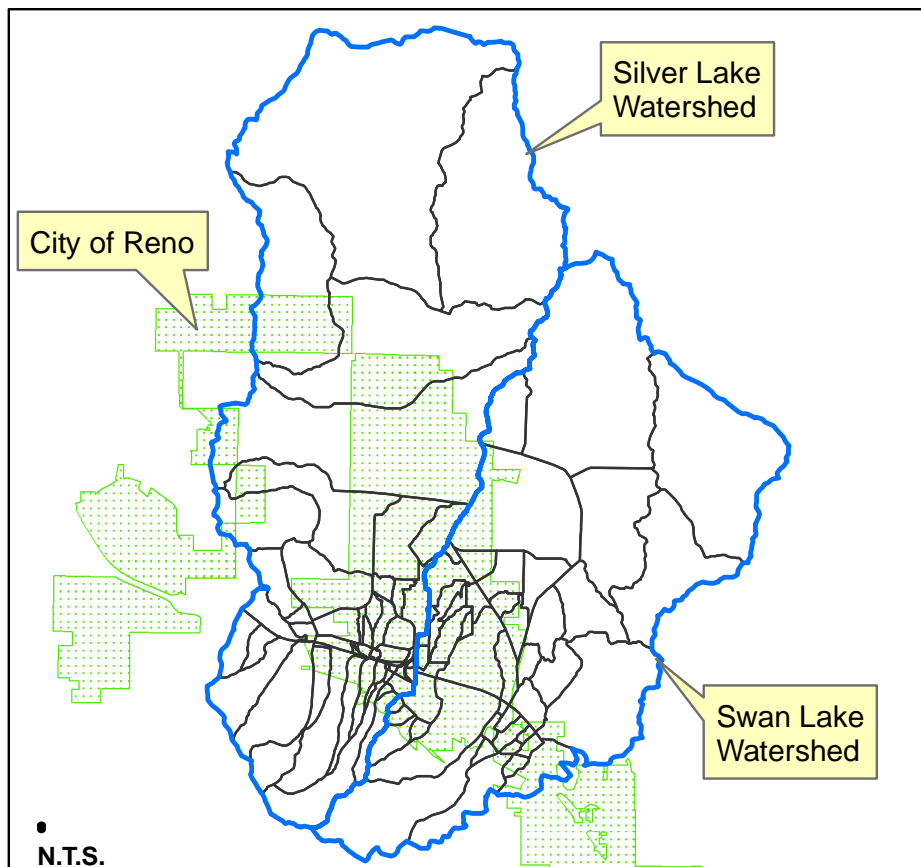 Silver Lake
Watershed
City of Reno
Swan Lake
Watershed
N.T.S.